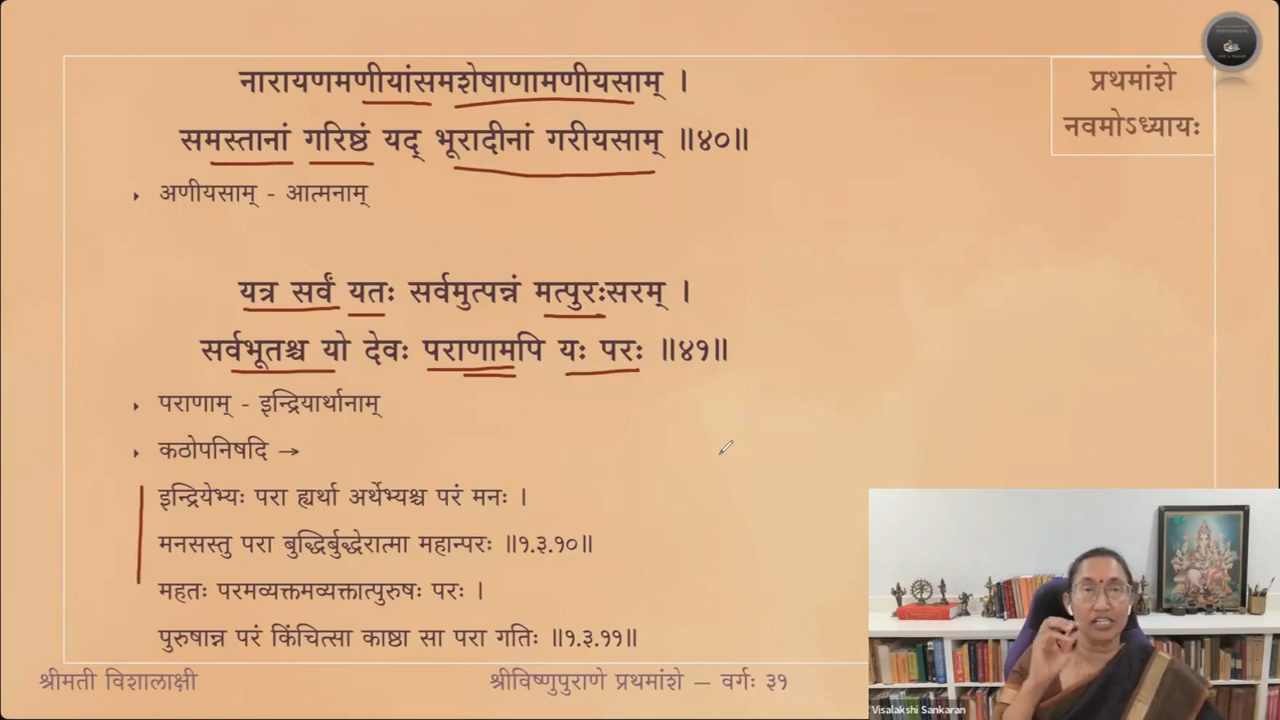 नारायणमणीयांसमशेषाणामणीयसाम् ।
समस्तानां गरिष्ठं यद् भूरादीनां गरीयसाम् ॥४०॥
प्रथमांशे
नवमोऽध्यायः
अणीयसाम् - आत्मनाम्
यत्र सर्वं यतः सर्वमुत्पन्नं मत्पुरःसरम् ।
सर्वभूतश्च यो देवः पराणामपि यः परः ॥४१॥
पराणाम् - इन्द्रियार्थानाम्
कठोपनिषदि →
इन्द्रियेभ्यः परा ह्यर्था अर्थेभ्यश्च परं मनः ।
मनसस्तु परा बुद्धिर्बुद्धेरात्मा महान्परः ॥१.३.१०॥
महतः परमव्यक्तमव्यक्तात्पुरुषः परः ।
पुरुषान्न परं किंचित्सा काष्ठा सा परा गतिः ॥१.३.११॥
श्रीमती विशालाक्षी
श्रीविष्णुपुराणे प्रथमांशे – वर्गः ३१
Visalakshi Sankaran